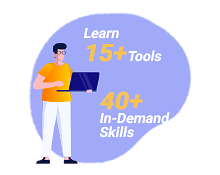 Learn
15+ Tools
40+
In-Demand
Skills